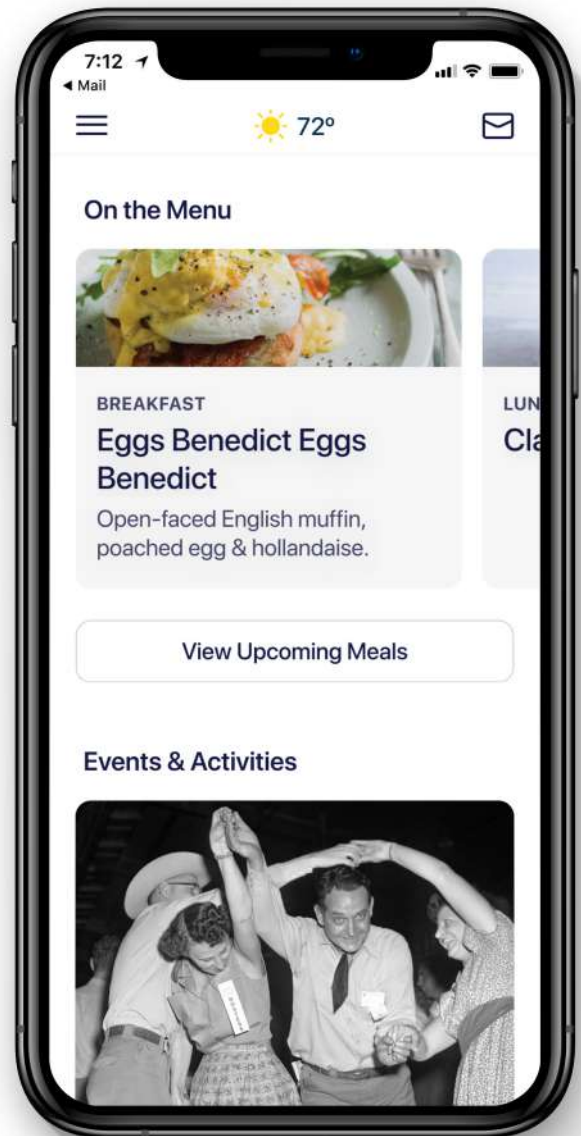 7:12
Mail
72°
On the Menu
BREAKFAST
Eggs Benedict Eggs
Benedict
Open-faced English muffin,
poached egg & hollandaise.
LUN
Cla
View Upcoming Meals
Events & Activities